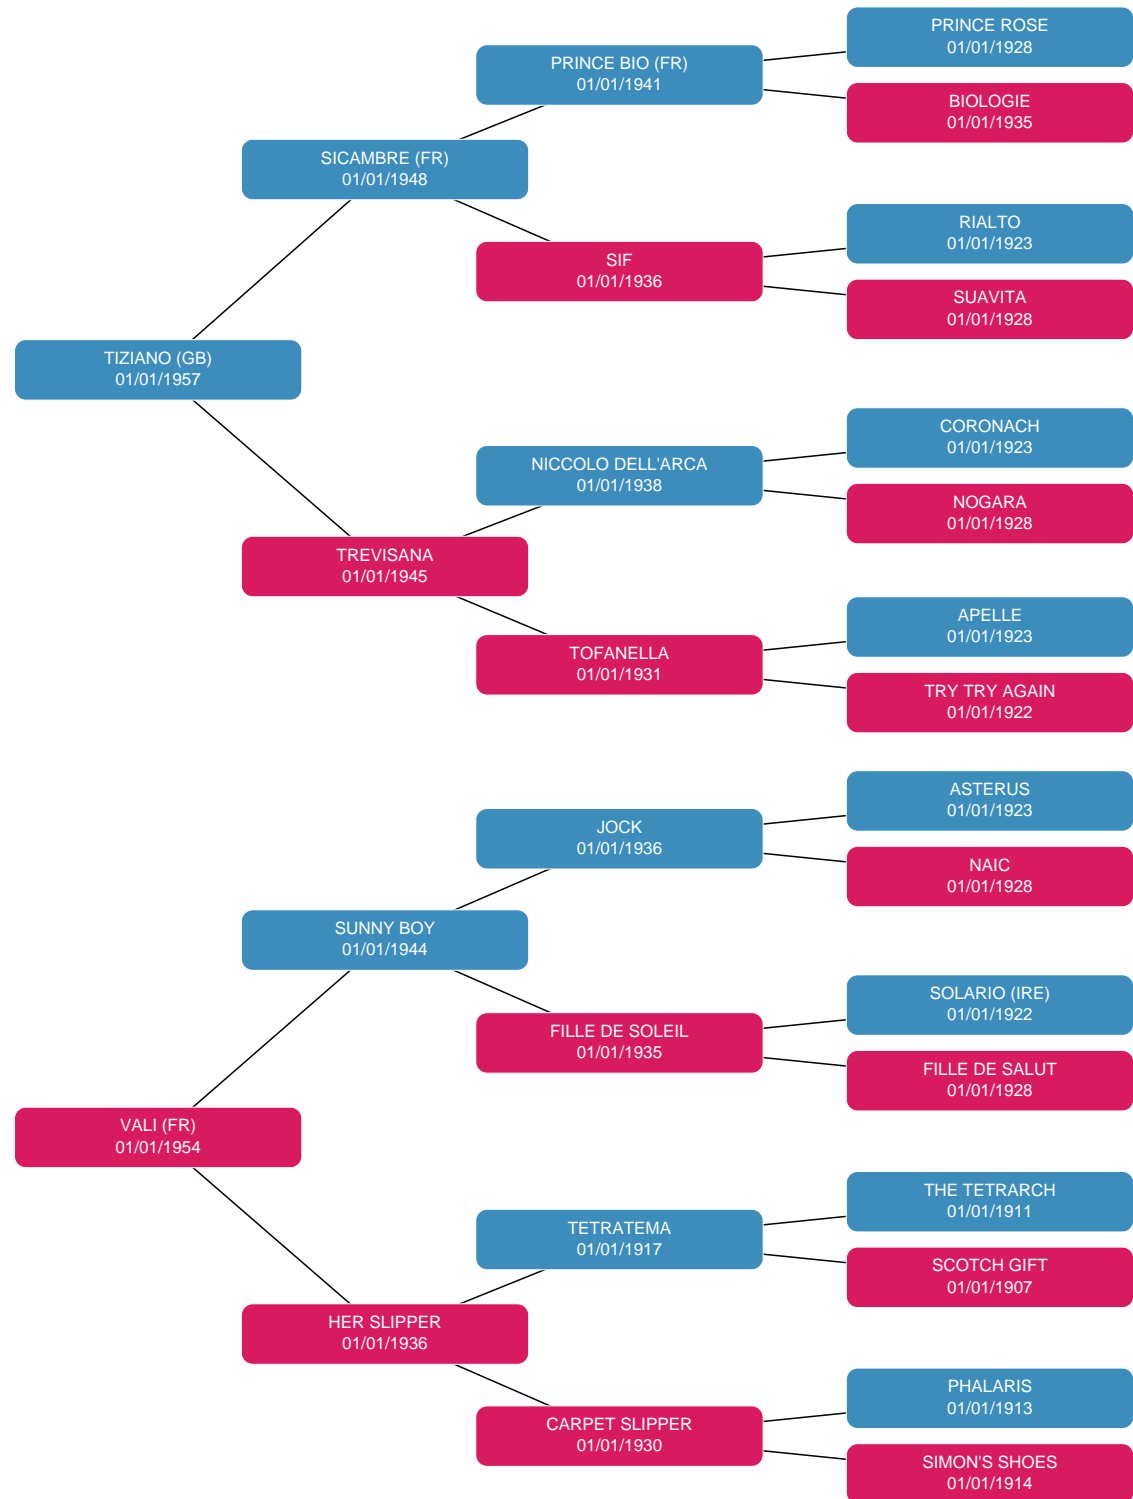 PRINCE ROSE
01/01/1928
PRINCE BIO (FR)
01/01/1941
BIOLOGIE
01/01/1935
SICAMBRE (FR)
01/01/1948
RIALTO
01/01/1923
SIF
01/01/1936
SUAVITA
01/01/1928
TIZIANO (GB)
01/01/1957
CORONACH
01/01/1923
NICCOLO DELL'ARCA
01/01/1938
NOGARA
01/01/1928
TREVISANA
01/01/1945
APELLE
01/01/1923
TOFANELLA
01/01/1931
TRY TRY AGAIN
01/01/1922
ASTERUS
01/01/1923
JOCK
01/01/1936
NAIC
01/01/1928
SUNNY BOY
01/01/1944
SOLARIO (IRE)
01/01/1922
FILLE DE SOLEIL
01/01/1935
FILLE DE SALUT
01/01/1928
VALI (FR)
01/01/1954
THE TETRARCH
01/01/1911
TETRATEMA
01/01/1917
SCOTCH GIFT
01/01/1907
HER SLIPPER
01/01/1936
PHALARIS
01/01/1913
CARPET SLIPPER
01/01/1930
SIMON'S SHOES
01/01/1914